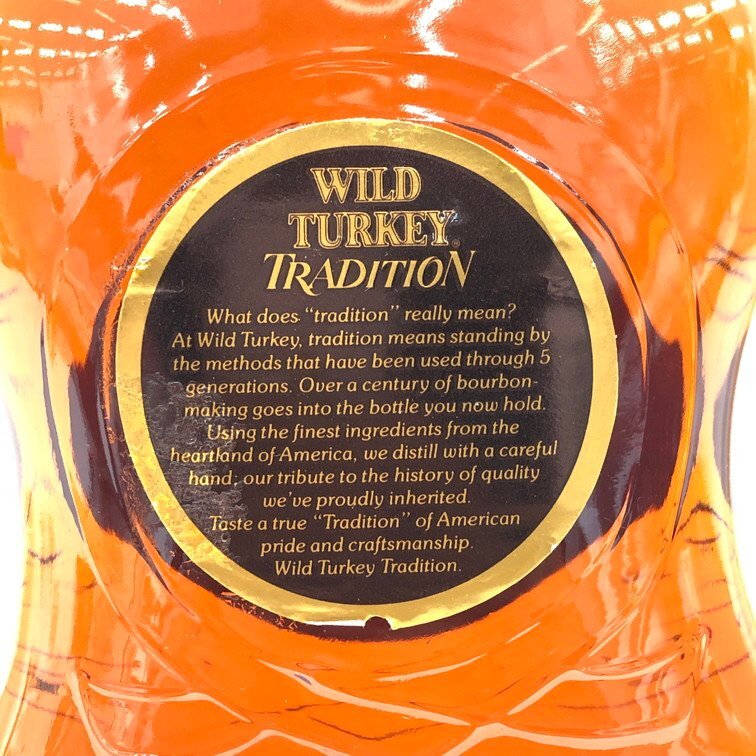 WILD
TURKEY®
TRADITION
What does "tradition" really mean?
At Wild Turkey, tradition means standing by
the methods that have been used through 5
generations. Over a century of bourbon-
making goes into the bottle you now hold.
Using the finest ingredients from the
heartland of America, we distill with a careful
hand; our tribute to the history of quality
we've proudly inherited.
Taste a true "Tradition" of American
pride and craftsmanship.
Wild Turkey Tradition.